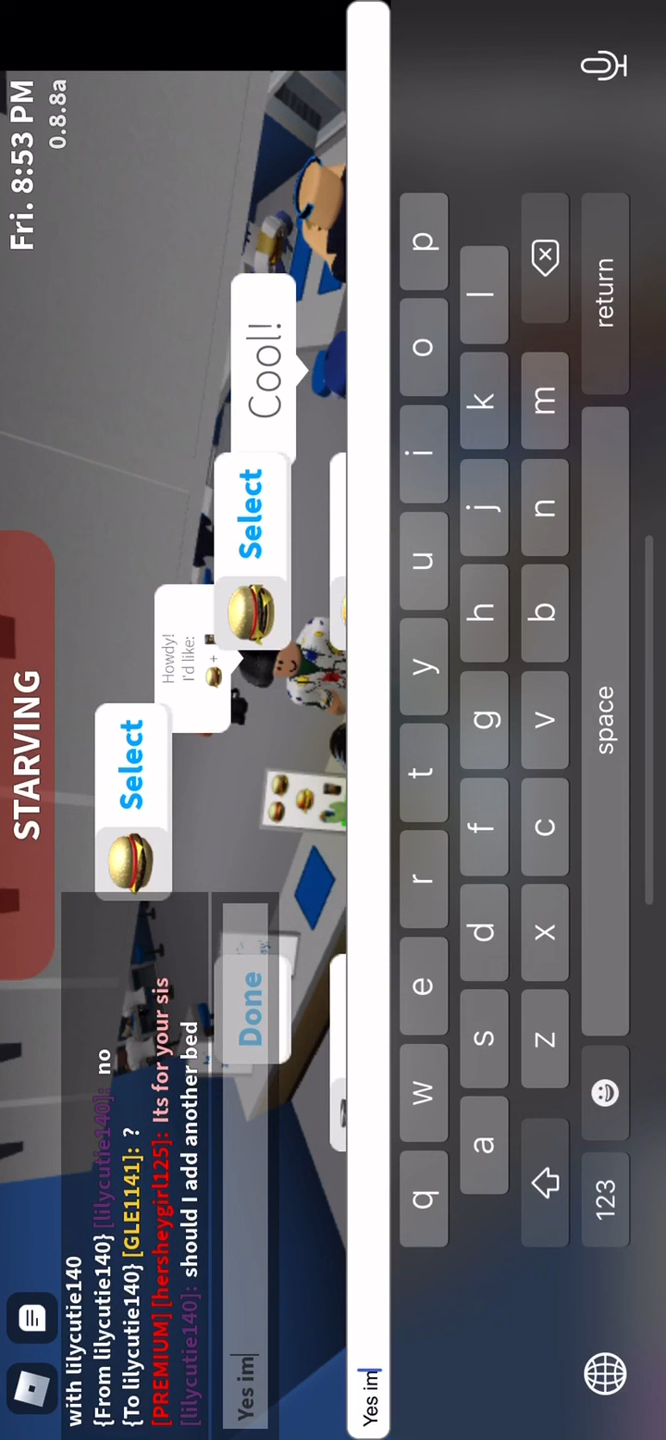 Fri. 8:53 PM
0.8.8a
STARVING
with lilycutie140
{From lilycutie140} [lilycutie140]: no
{To lilycutie140} [GLE1141]: ?
[PREMIUM] [hersheygirl125]: Its for your sis
[lilycutie140]: should I add another bed
Yes im
Select
Howdy!
I'd like:
+
Select
Cool!
Done
Yes im
q w e r t y u i o p
a s d f g h j k l
z x c v b n m
123
space
return